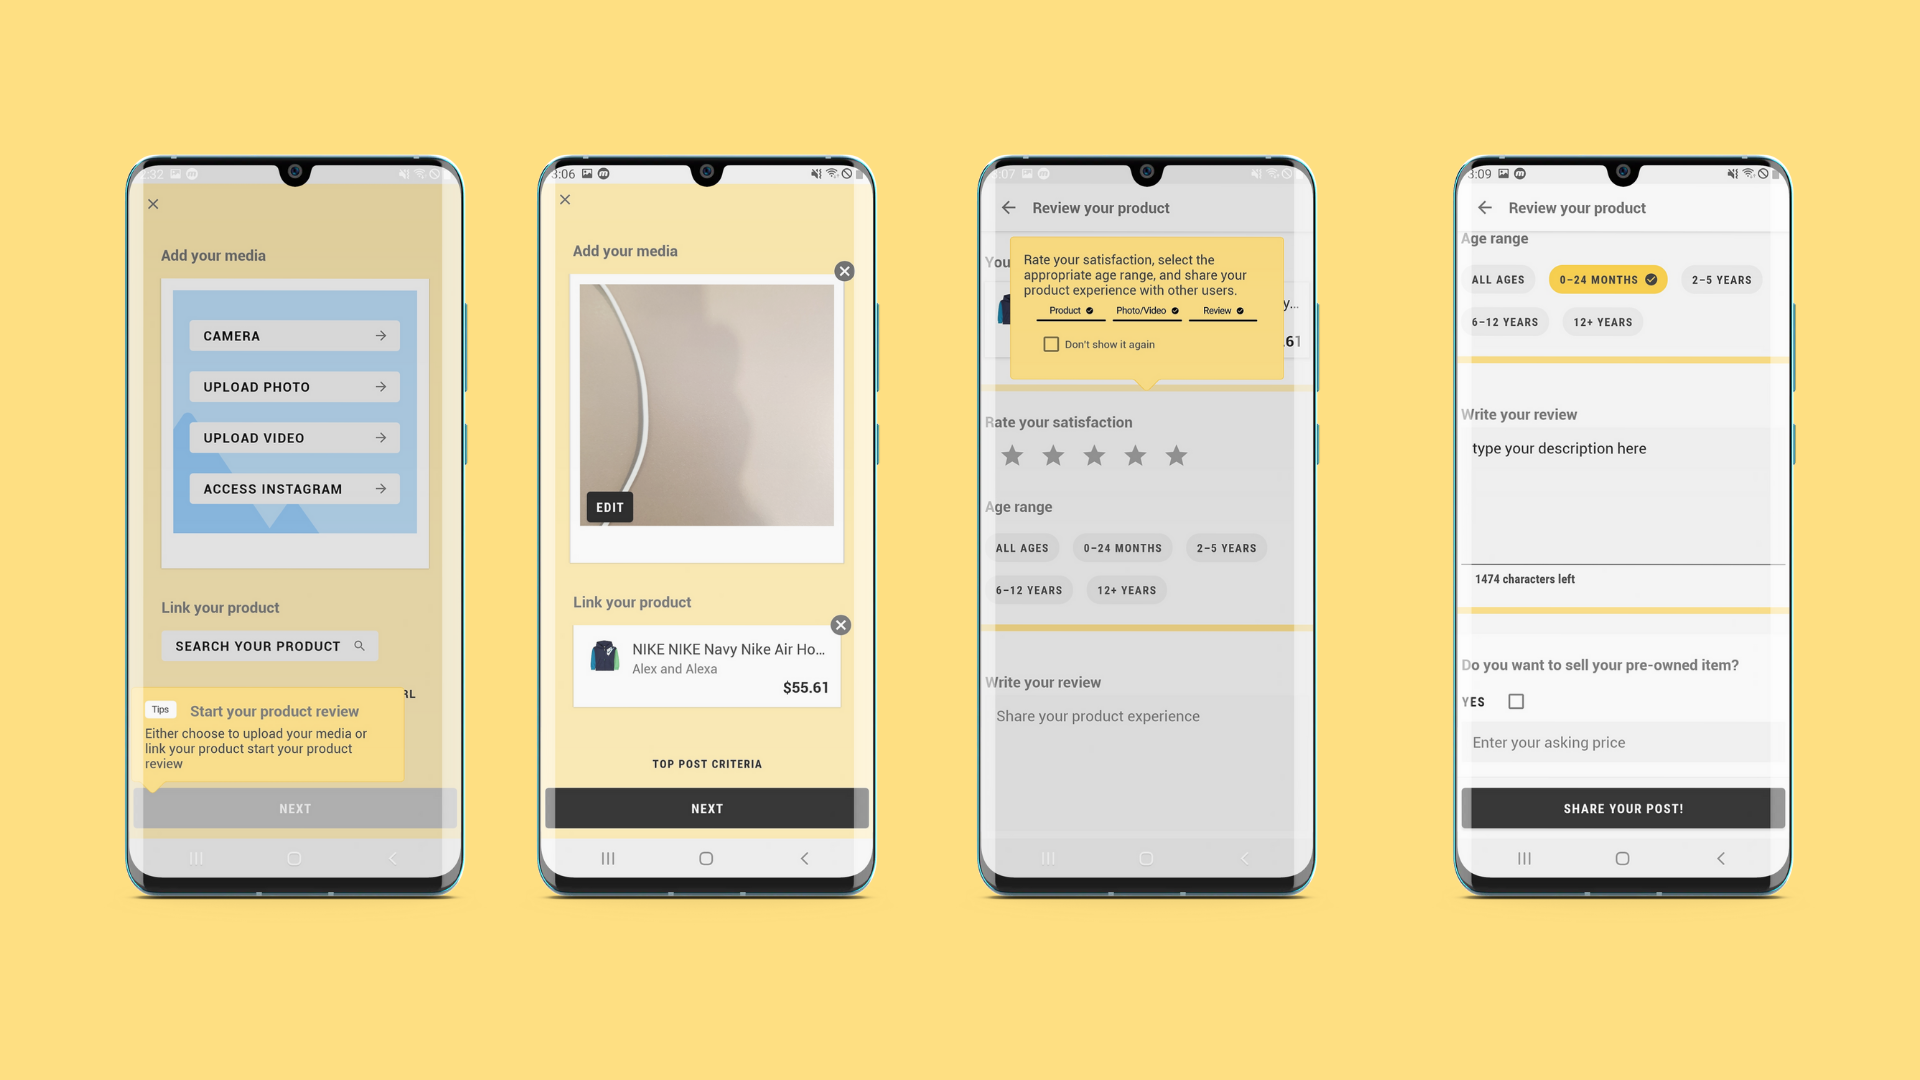 2:32
Add your media
CAMERA
UPLOAD PHOTO
UPLOAD VIDEO
ACCESS INSTAGRAM
Link your product
SEARCH YOUR PRODUCT
RL
Tips
Start your product review
Either choose to upload your media or
link your product start your product
review
NEXT
3:06
Add your media
EDIT
Link your product
NIKE NIKE Navy Nike Air Ho...
Alex and Alexa
$55.61
TOP POST CRITERIA
NEXT
3:07
Review your product
You
Rate your satisfaction, select the
appropriate age range, and share your
product experience with other users.
Product
Photo/Video
Review
Don't show it again
y...
.61
Rate your satisfaction
Age range
ALL AGES
0–24 MONTHS
2–5 YEARS
6–12 YEARS
12+ YEARS
Write your review
Share your product experience
3:09
Review your product
Age range
ALL AGES
0–24 MONTHS
2–5 YEARS
6–12 YEARS
12+ YEARS
Write your review
type your description here
1474 characters left
Do you want to sell your pre-owned item?
YES
Enter your asking price
SHARE YOUR POST!